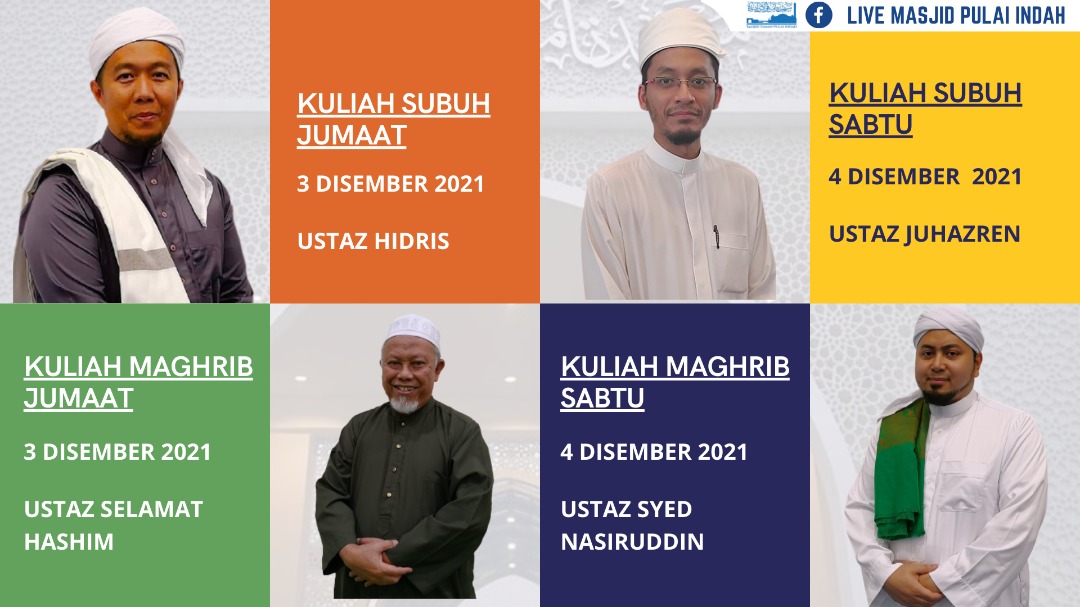 LIVE MASJID PULAI INDAH
KULIAH SUBUH
JUMAAT
3 DISEMBER 2021
USTAZ HIDRIS
KULIAH SUBUH
SABTU
4 DISEMBER 2021
USTAZ JUHAZREN
KULIAH MAGHRIB
JUMAAT
3 DISEMBER 2021
USTAZ SELAMAT
HASHIM
KULIAH MAGHRIB
SABTU
4 DISEMBER 2021
USTAZ SYED
NASIRUDDIN